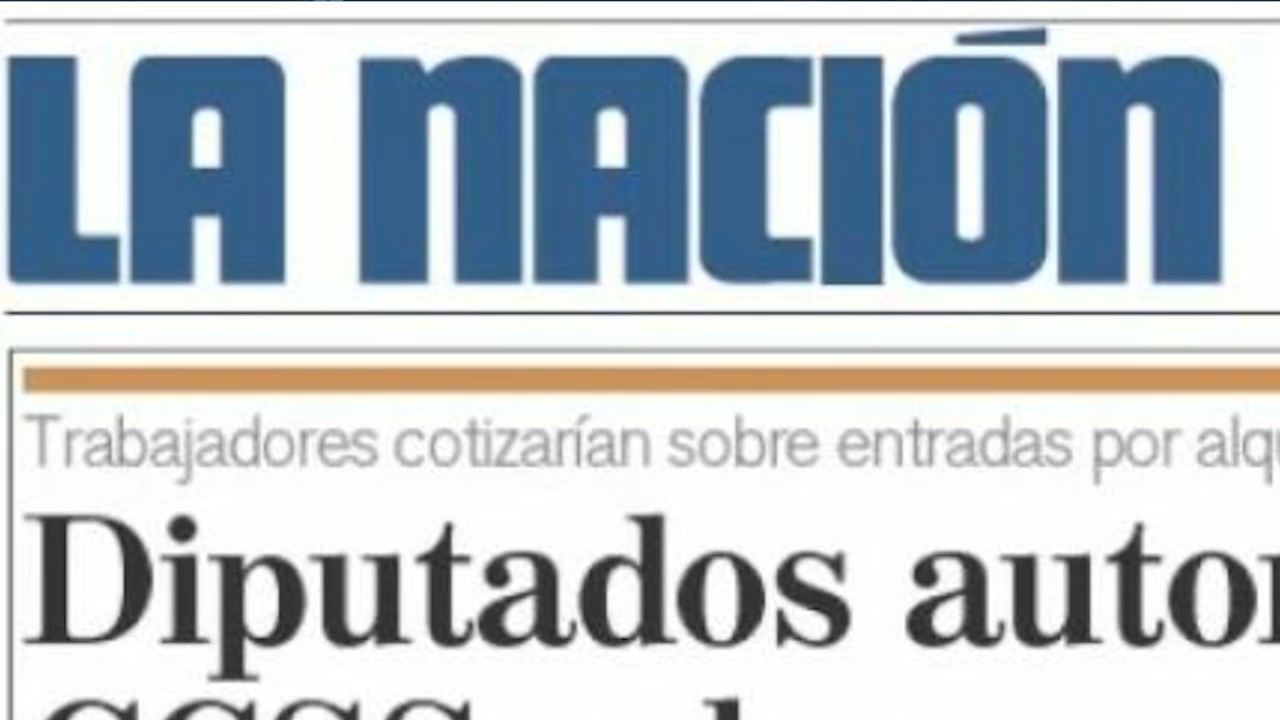 LA NACIÓN
Trabajadores cotizarían sobre entradas por
Diputados